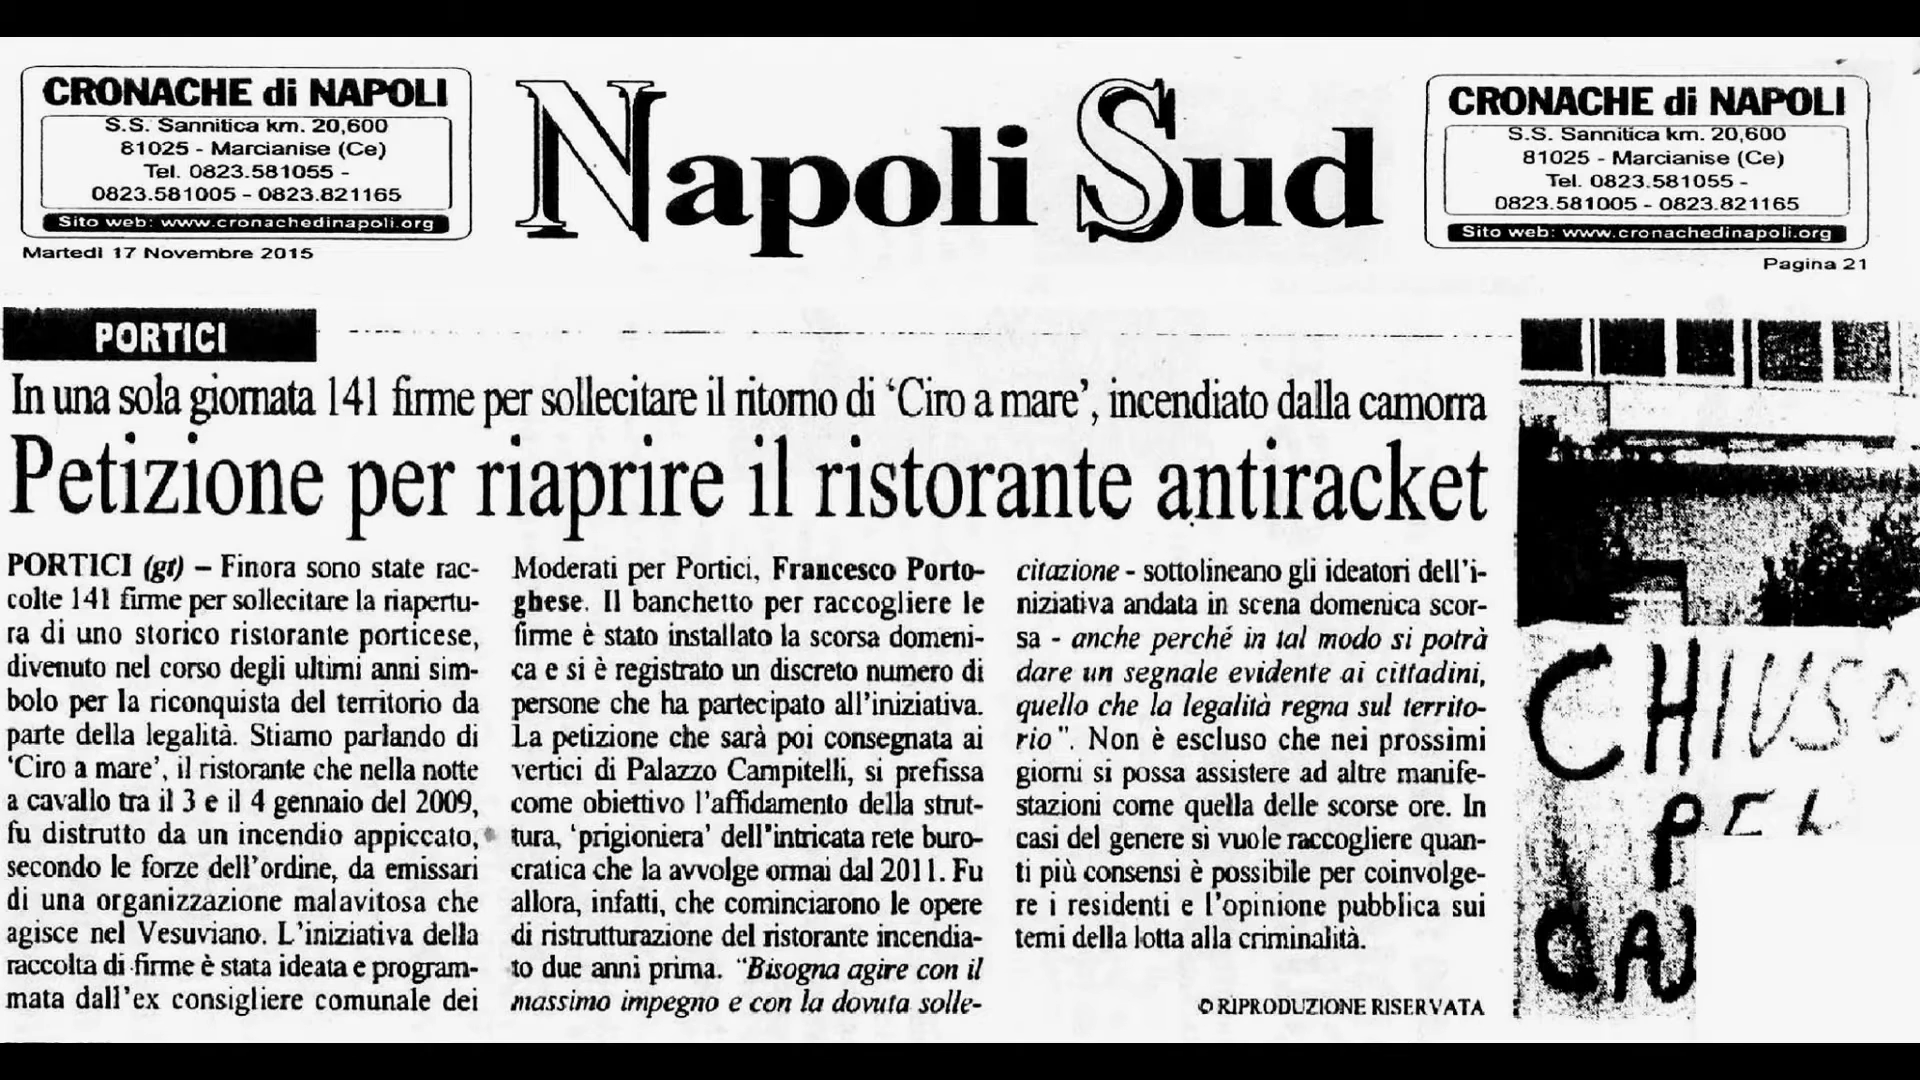 CRONACHE di NAPOLI
S.S. Sannitica km. 20,600
81025 - Marcianise (Ce)
Tel. 0823.581055 -
0823.581005 - 0823.821165
Sito web: www.cronachedinapoli.org
Martedì 17 Novembre 2015
Napoli Sud
CRONACHE di NAPOLI
S.S. Sannitica km. 20,600
81025 - Marcianise (Ce)
Tel. 0823.581055 -
0823.581005 - 0823.821165
Sito web: www.cronachedinapoli.org
Pagina 21
PORTICI
In una sola giornata 141 firme per sollecitare il ritorno di ‘Ciro a mare’, incendiato dalla camorra
Petizione per riaprire il ristorante antiracket
PORTICI (gt) – Finora sono state rac-
colte 141 firme per sollecitare la riapertu-
ra di uno storico ristorante porticese,
divenuto nel corso degli ultimi anni sim-
bolo per la riconquista del territorio da
parte della legalità. Stiamo parlando di
‘Ciro a mare’, il ristorante che nella notte
a cavallo tra il 3 e il 4 gennaio del 2009,
fu distrutto da un incendio appiccato,
secondo le forze dell’ordine, da emissari
di una organizzazione malavitosa che
agisce nel Vesuviano. L’iniziativa della
raccolta di firme è stata ideata e program-
mata dall’ex consigliere comunale dei
Moderati per Portici, Francesco Porto-
ghese. Il banchetto per raccogliere le
firme è stato installato la scorsa domeni-
ca e si è registrato un discreto numero di
persone che ha partecipato all’iniziativa.
La petizione che sarà poi consegnata ai
vertici di Palazzo Campitelli, si prefissa
come obiettivo l’affidamento della strut-
tura, ‘prigioniera’ dell’intricata rete buro-
cratica che la avvolge ormai dal 2011. Fu
allora, infatti, che cominciarono le opere
di ristrutturazione del ristorante incendia-
to due anni prima. “Bisogna agire con il
massimo impegno e con la dovuta solle-
citazione - sottolineano gli ideatori dell’i-
niziativa andata in scena domenica scor-
sa - anche perché in tal modo si potrà
dare un segnale evidente ai cittadini,
quello che la legalità regna sul territo-
rio”. Non è escluso che nei prossimi
giorni si possa assistere ad altre manife-
stazioni come quella delle scorse ore. In
casi del genere si vuole raccogliere quan-
ti più consensi è possibile per coinvolge-
re i residenti e l’opinione pubblica sui
temi della lotta alla criminalità.
© RIPRODUZIONE RISERVATA
CHIUSO
PEL